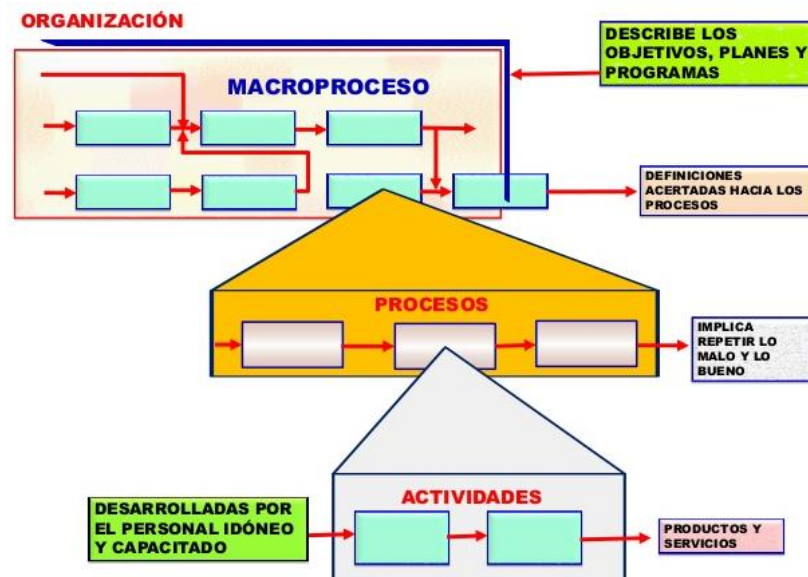 ORGANIZACIÓN
DESCRIBE LOS
OBJETIVOS, PLANES Y
PROGRAMAS
MACROPROCESO
DEFINICIONES
ACERTADAS HACIA LOS
PROCESOS
PROCESOS
IMPLICA
REPETIR LO
MALO Y LO
BUENO
ACTIVIDADES
DESARROLLADAS POR
EL PERSONAL IDÓNEO
Y CAPACITADO
PRODUCTOS Y
SERVICIOS